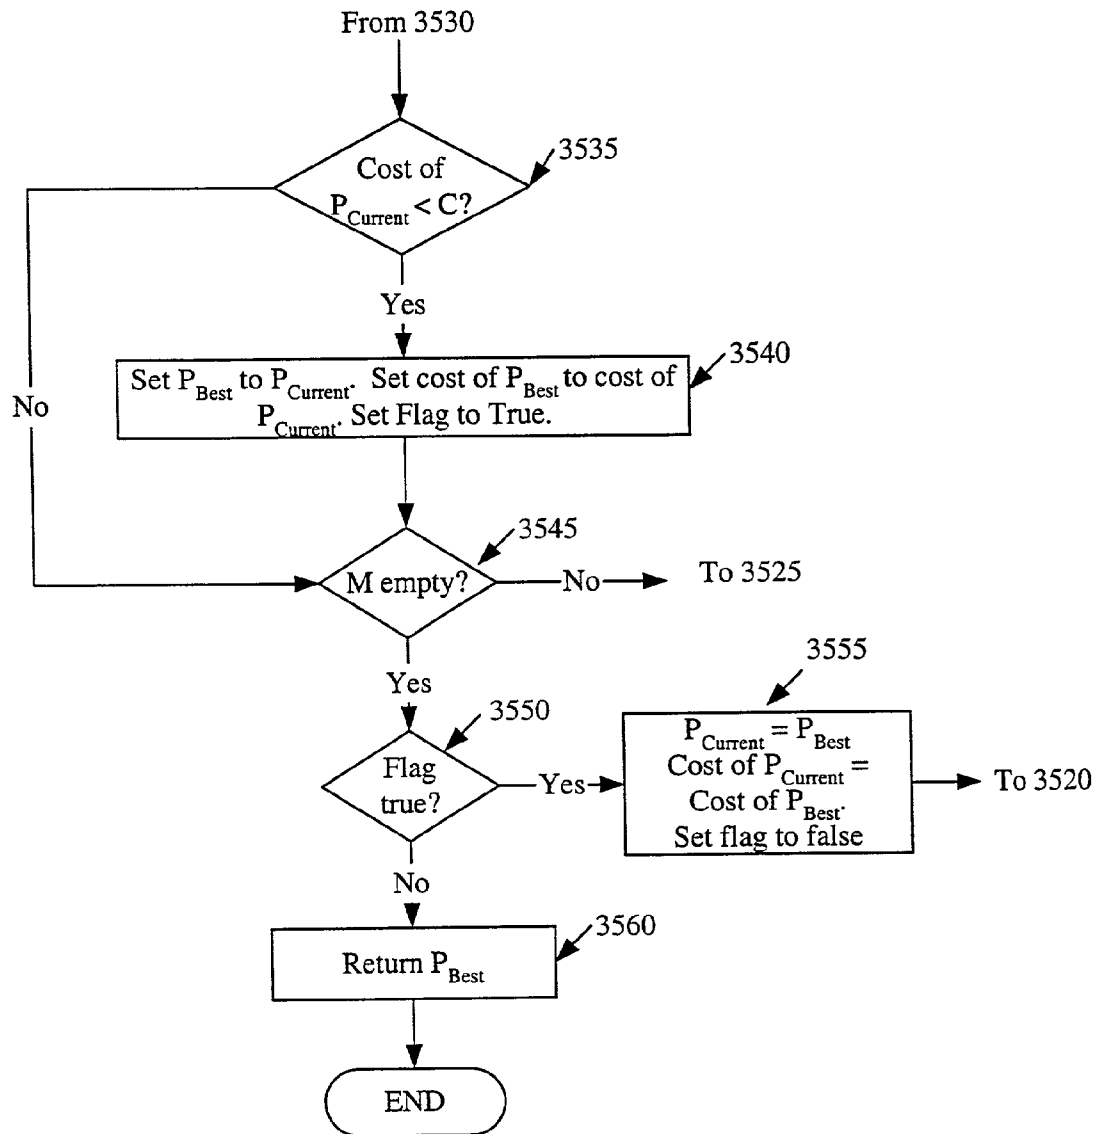 From 3530
3535
Cost of
P_Current < C?
Yes
3540
Set P_Best to P_Current. Set cost of P_Best to cost of
P_Current. Set Flag to True.
No
3545
M empty?
No
To 3525
Yes
3555
3550
Flag
true?
Yes
P_Current = P_Best
Cost of P_Current =
Cost of P_Best.
Set flag to false
To 3520
No
3560
Return P_Best
END